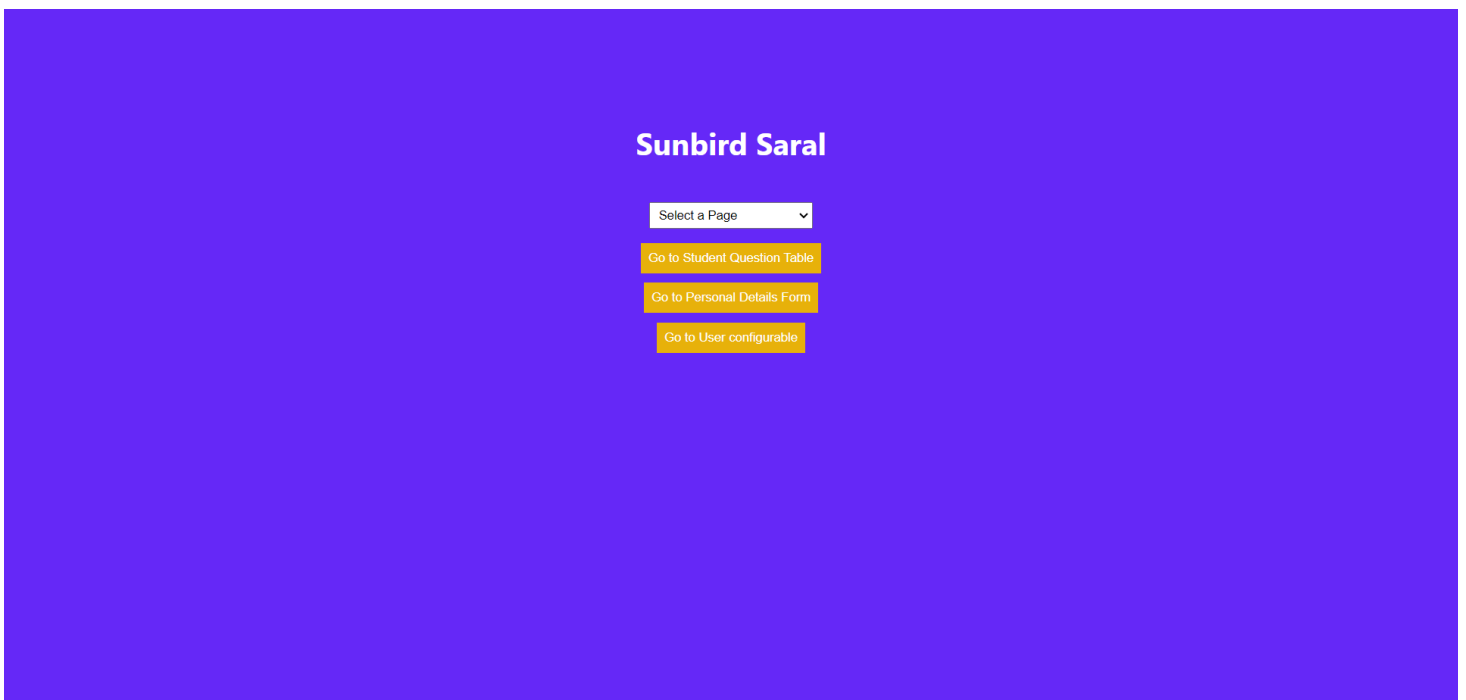 Sunbird Saral
Select a Page
Go to Student Question Table
Go to Personal Details Form
Go to User configurable